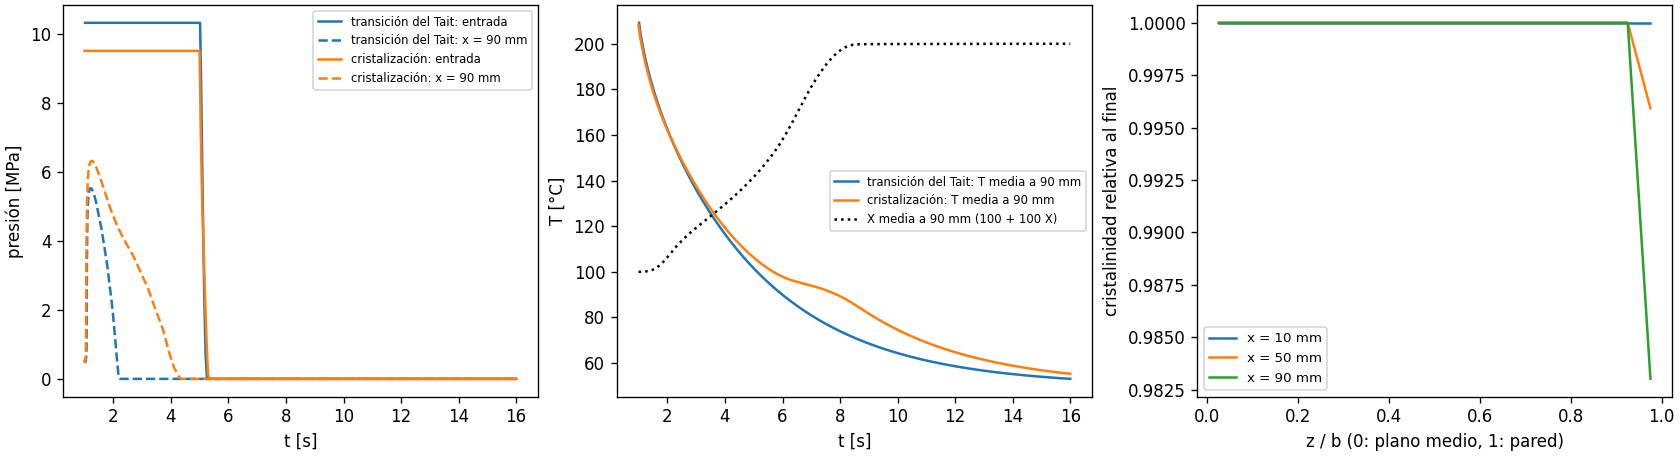 presión [MPa]
10
8
6
4
2
0
2
4
6
8
10
12
14
16
t [s]
transición del Tait: entrada
transición del Tait: x = 90 mm
cristalización: entrada
cristalización: x = 90 mm
T [°C]
200
180
160
140
120
100
80
60
2
4
6
8
10
12
14
16
t [s]
transición del Tait: T media a 90 mm
cristalización: T media a 90 mm
X media a 90 mm (100 + 100 X)
cristalinidad relativa al final
1.0000
0.9975
0.9950
0.9925
0.9900
0.9875
0.9850
0.9825
0.0
0.2
0.4
0.6
0.8
1.0
z / b (0: plano medio, 1: pared)
x = 10 mm
x = 50 mm
x = 90 mm